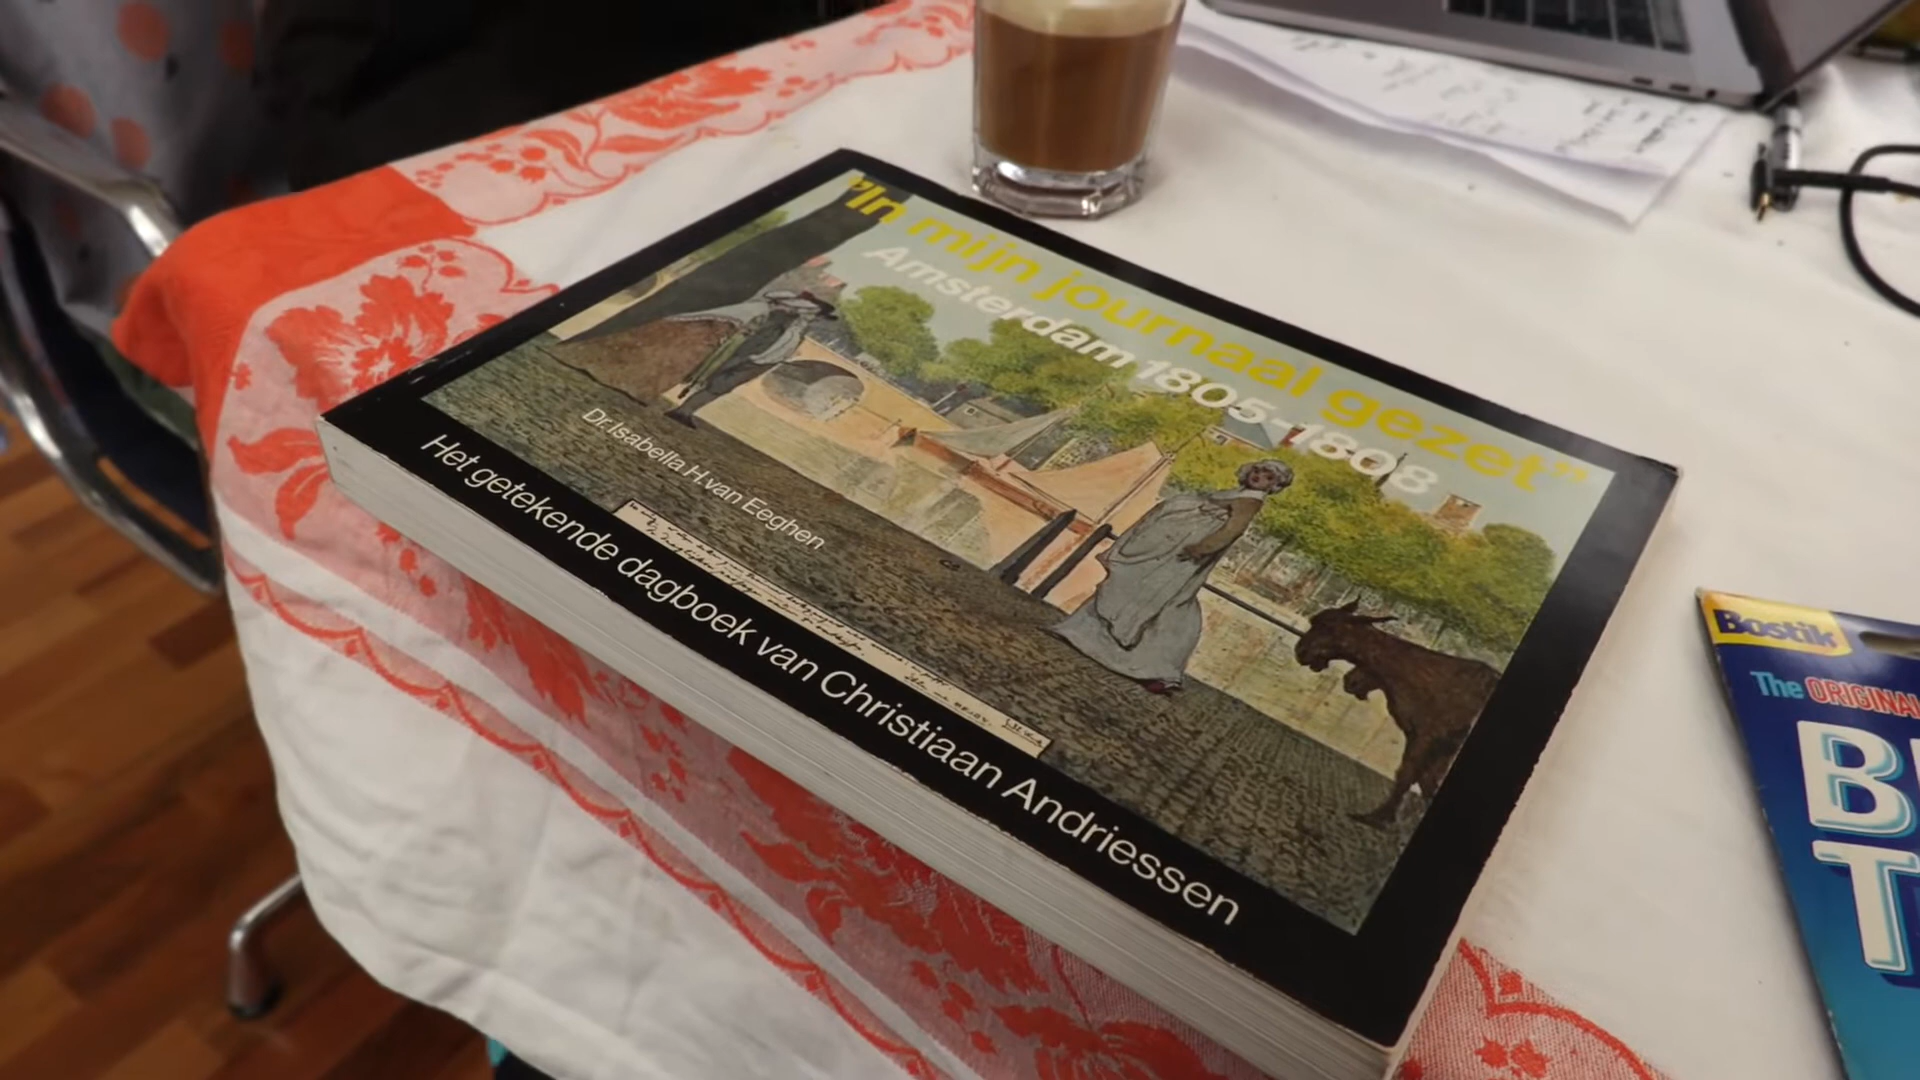 "In mijn journaal gezet"
Amsterdam 1805-1808
Dr. Isabella H. van Eeghen
Het getekende dagboek van Christiaan Andriessen
Bostik
The ORIGINAL